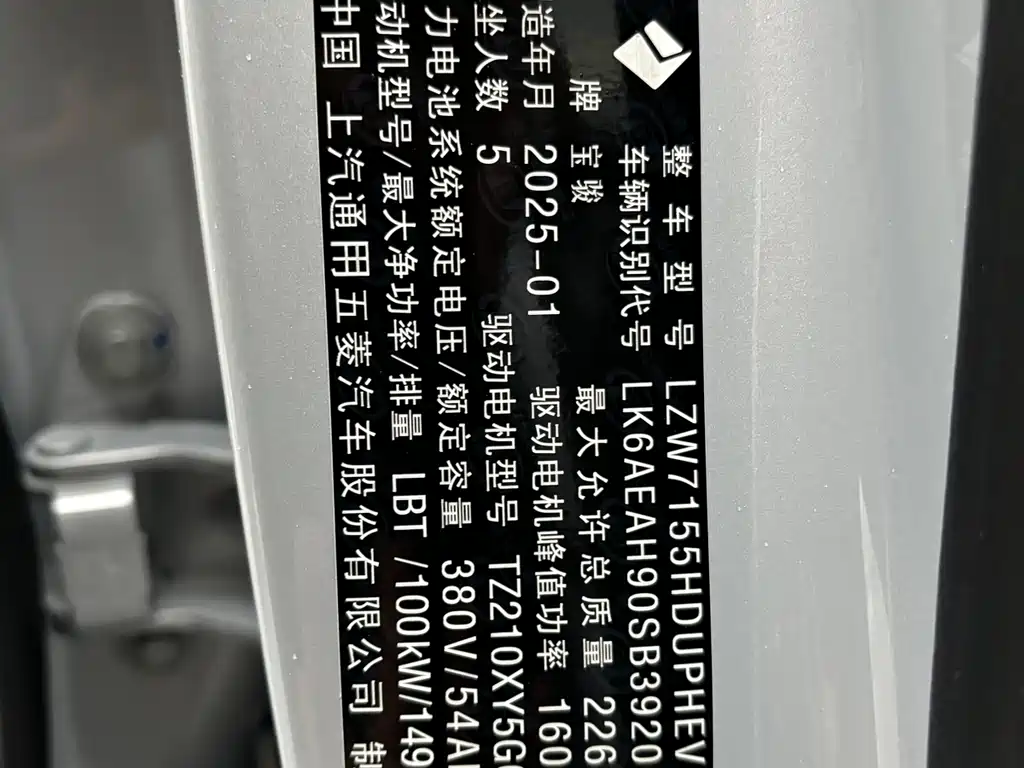 整车型号 LZW7155HDUPHEV
车辆识别代号 LK6AEAH90SB3920
牌 宝骏 最大允许总质量 226
造年月 2025-01 驱动电机峰值功率 160
坐人数 5 驱动电机型号 TZ210XY5G
力电池系统额定电压/额定容量 380V/54A
动机型号/最大净功率/排量 LBT /100kW/149
中国 上汽通用五菱汽车股份有限公司 制